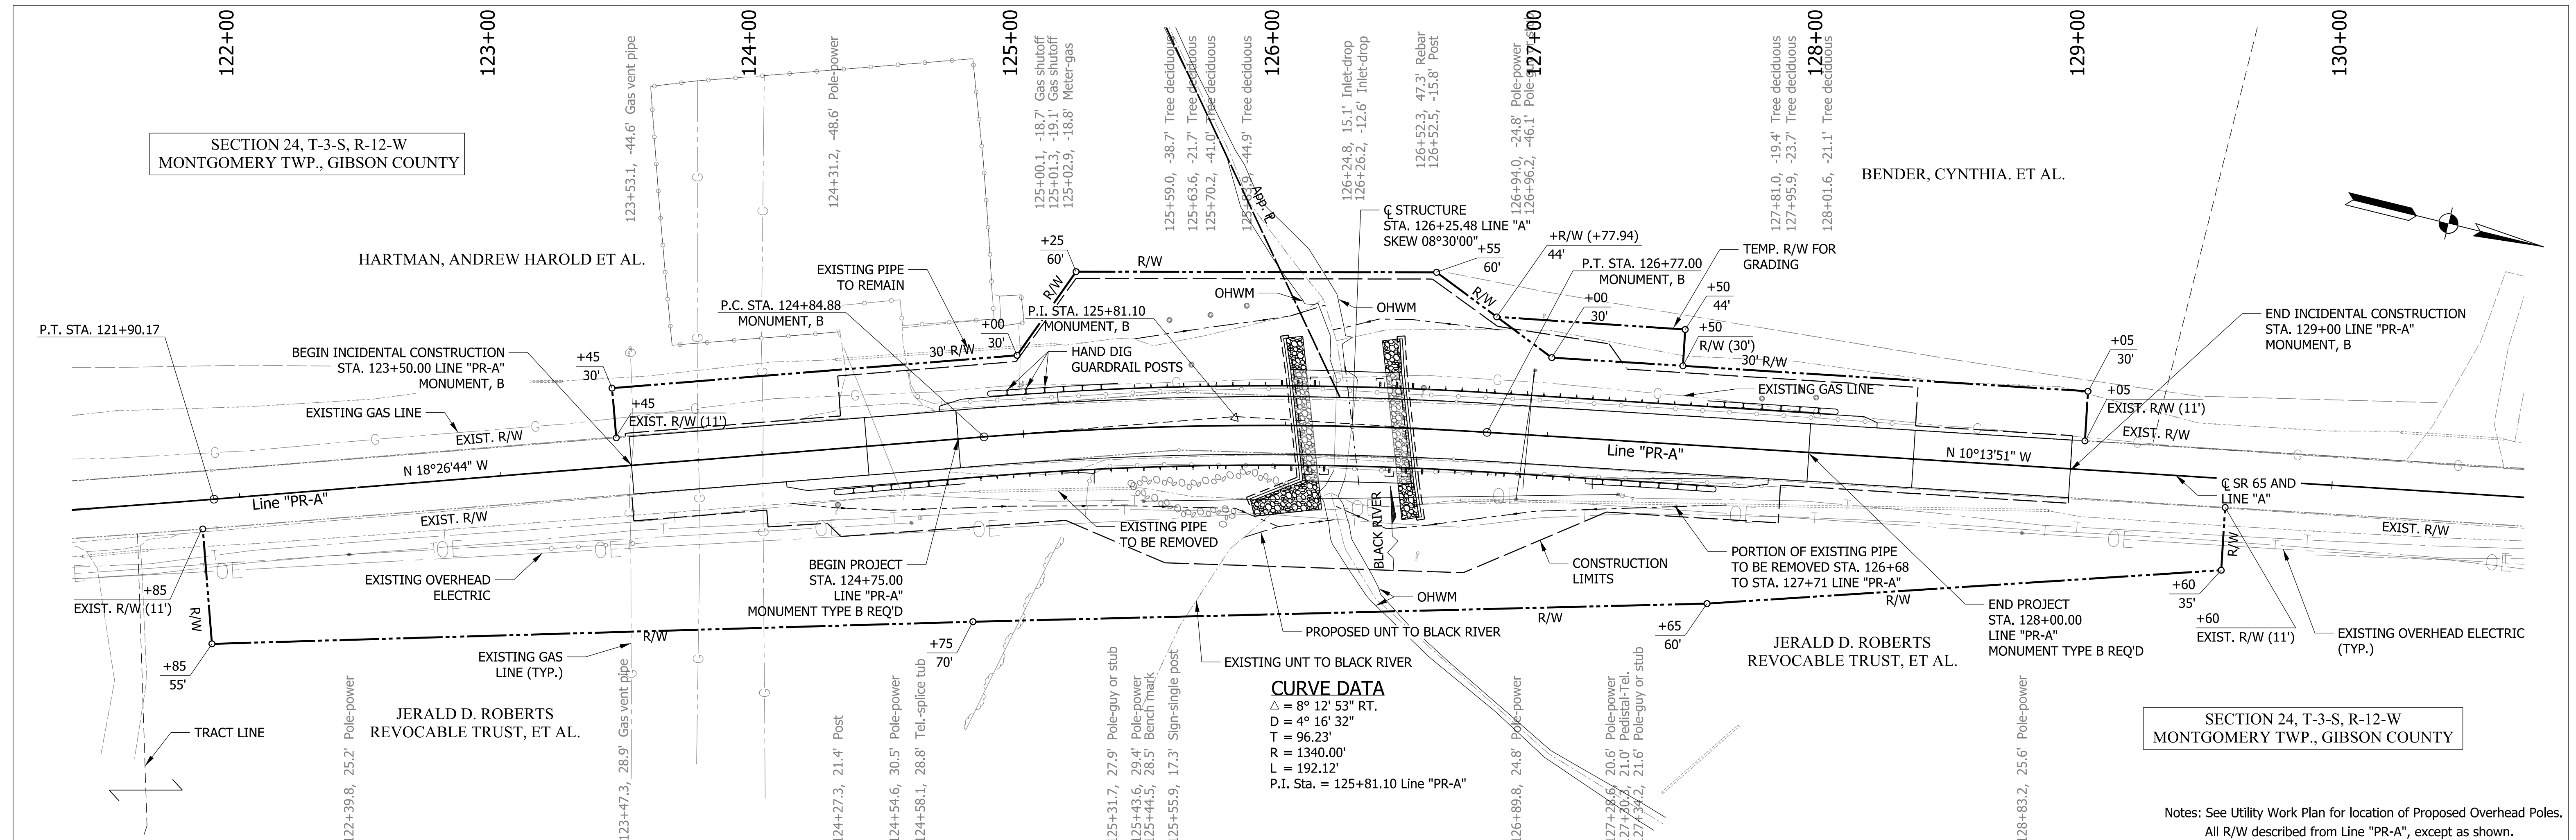 122+00
123+00
124+00
125+00
126+00
127+00
128+00
129+00
130+00
123+53.1, -44.6' Gas vent pipe
124+31.2, -48.6' Pole-power
125+00.1, -18.7' Gas shutoff
125+01.3, -19.1' Gas shutoff
125+02.9, -18.8' Meter-gas
125+59.0, -38.7' Tree deciduous
125+63.6, -21.7' Tree deciduous
125+70.2, -41.0' Tree deciduous
-44.9' Tree deciduous
126+24.8, 15.1' Inlet-drop
126+26.2, -12.6' Inlet-drop
126+52.3, 47.3' Rebar
126+52.5, -15.8' Post
126+94.0, -24.8' Pole-power
126+96.2, -46.1' Pole-guy or stub
127+81.0, -19.4' Tree deciduous
127+95.9, -23.7' Tree deciduous
128+01.6, -21.1' Tree deciduous
SECTION 24, T-3-S, R-12-W
MONTGOMERY TWP., GIBSON COUNTY
HARTMAN, ANDREW HAROLD ET AL.
BENDER, CYNTHIA. ET AL.
App. ℄
℄ STRUCTURE
STA. 126+25.48 LINE "A"
SKEW 08°30'00"
+25
60'
R/W
R/W
+55
60'
R/W
+R/W (+77.94)
44'
TEMP. R/W FOR
GRADING
P.T. STA. 126+77.00
MONUMENT, B
+00
30'
+50
44'
+50
R/W (30')
30' R/W
EXISTING PIPE
TO REMAIN
OHWM
OHWM
P.T. STA. 121+90.17
P.C. STA. 124+84.88
MONUMENT, B
+00
30'
30' R/W
P.I. STA. 125+81.10
MONUMENT, B
BEGIN INCIDENTAL CONSTRUCTION
STA. 123+50.00 LINE "PR-A"
MONUMENT, B
+45
30'
HAND DIG
GUARDRAIL POSTS
END INCIDENTAL CONSTRUCTION
STA. 129+00 LINE "PR-A"
MONUMENT, B
+05
30'
+05
EXIST. R/W (11')
EXIST. R/W
EXISTING GAS LINE
EXISTING GAS LINE
EXIST. R/W
+45
EXIST. R/W (11')
N 18°26'44" W
Line "PR-A"
Line "PR-A"
N 10°13'51" W
℄ SR 65 AND
LINE "A"
EXIST. R/W
EXIST. R/W
EXISTING OVERHEAD
ELECTRIC
+85
EXIST. R/W (11')
R/W
+85
55'
R/W
BEGIN PROJECT
STA. 124+75.00
LINE "PR-A"
MONUMENT TYPE B REQ'D
EXISTING PIPE
TO BE REMOVED
BLACK RIVER
OHWM
CONSTRUCTION
LIMITS
PORTION OF EXISTING PIPE
TO BE REMOVED STA. 126+68
TO STA. 127+71 LINE "PR-A"
R/W
R/W
R/W
+60
35'
+60
EXIST. R/W (11')
END PROJECT
STA. 128+00.00
LINE "PR-A"
MONUMENT TYPE B REQ'D
EXISTING OVERHEAD ELECTRIC
(TYP.)
EXISTING GAS
LINE (TYP.)
+75
70'
PROPOSED UNT TO BLACK RIVER
EXISTING UNT TO BLACK RIVER
+65
60'
JERALD D. ROBERTS
REVOCABLE TRUST, ET AL.
JERALD D. ROBERTS
REVOCABLE TRUST, ET AL.
TRACT LINE
CURVE DATA
△ = 8° 12' 53" RT.
D = 4° 16' 32"
T = 96.23'
R = 1340.00'
L = 192.12'
P.I. Sta. = 125+81.10 Line "PR-A"
SECTION 24, T-3-S, R-12-W
MONTGOMERY TWP., GIBSON COUNTY
122+39.8, 25.2' Pole-power
123+47.3, 28.9' Gas vent pipe
124+27.3, 21.4' Post
124+54.6, 30.5' Pole-power
124+58.1, 28.8' Tel.-splice tub
125+31.7, 27.9' Pole-guy or stub
125+43.6, 29.4' Pole-power
125+44.5, 28.5' Bench mark
125+55.9, 17.3' Sign-single post
126+89.8, 24.8' Pole-power
127+28.6, 20.6' Pole-power
127+30.3, 21.0' Pedistal-Tel.
127+34.2, 21.6' Pole-guy or stub
128+83.2, 25.6' Pole-power
Notes: See Utility Work Plan for location of Proposed Overhead Poles.
All R/W described from Line "PR-A", except as shown.